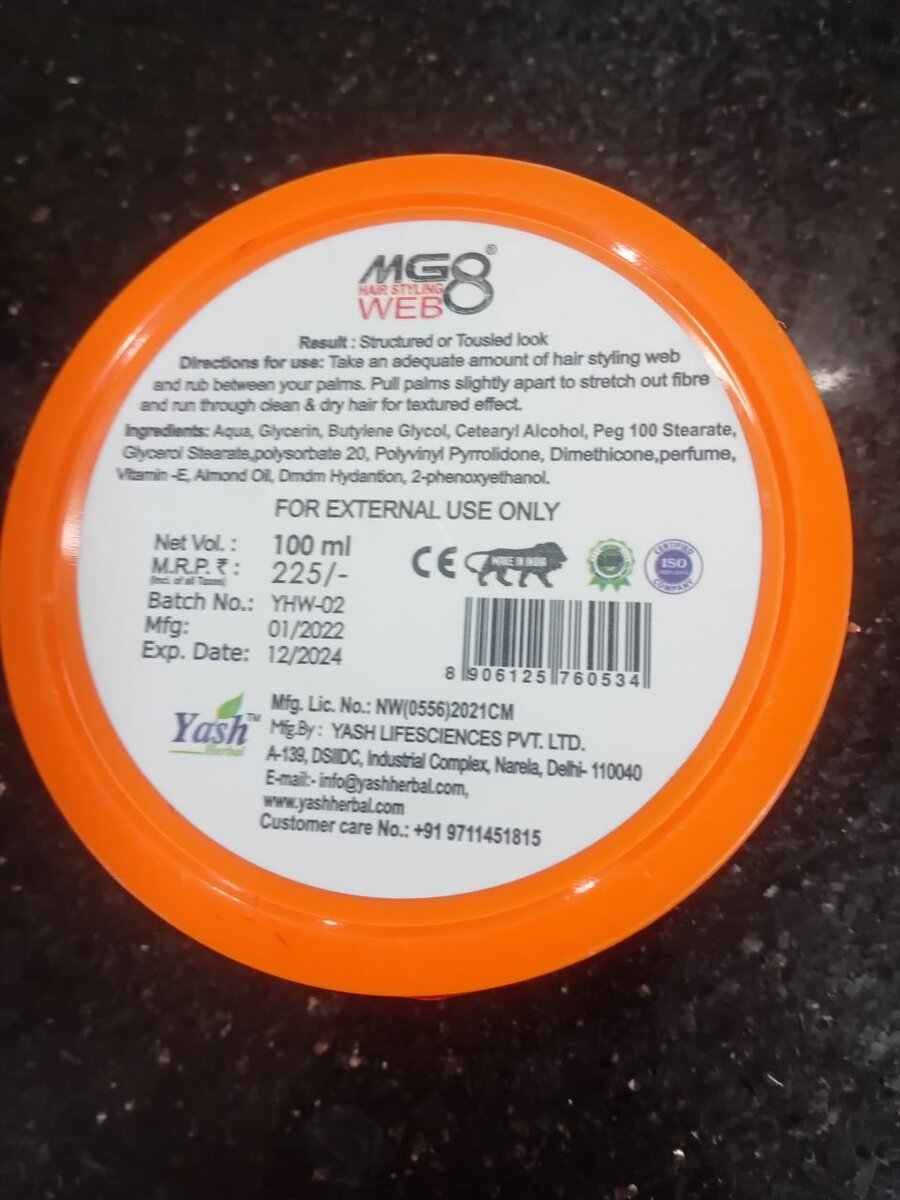 MG8®
HAIR STYLING
WEB
Result : Structured or Tousled look
Directions for use: Take an adequate amount of hair styling web
and rub between your palms. Pull palms slightly apart to stretch out fibre
and run through clean & dry hair for textured effect.
Ingredients: Aqua, Glycerin, Butylene Glycol, Cetearyl Alcohol, Peg 100 Stearate,
Glycerol Stearate,polysorbate 20, Polyvinyl Pyrrolidone, Dimethicone,perfume,
Vitamin -E, Almond Oil, Dmdm Hydantion, 2-phenoxyethanol.
FOR EXTERNAL USE ONLY
Net Vol. : 100 ml
M.R.P. ₹ : 225/-
(Incl. of all Taxes)
Batch No.: YHW-02
Mfg: 01/2022
Exp. Date: 12/2024
CE MAKE IN INDIA
CERTIFIED
ISO
COMPANY
8 906125 760534
Yash™
Herbal
Mfg. Lic. No.: NW(0556)2021CM
Mfg.By : YASH LIFESCIENCES PVT. LTD.
A-139, DSIIDC, Industrial Complex, Narela, Delhi- 110040
E-mail:- info@yashherbal.com,
www.yashherbal.com
Customer care No.: +91 9711451815